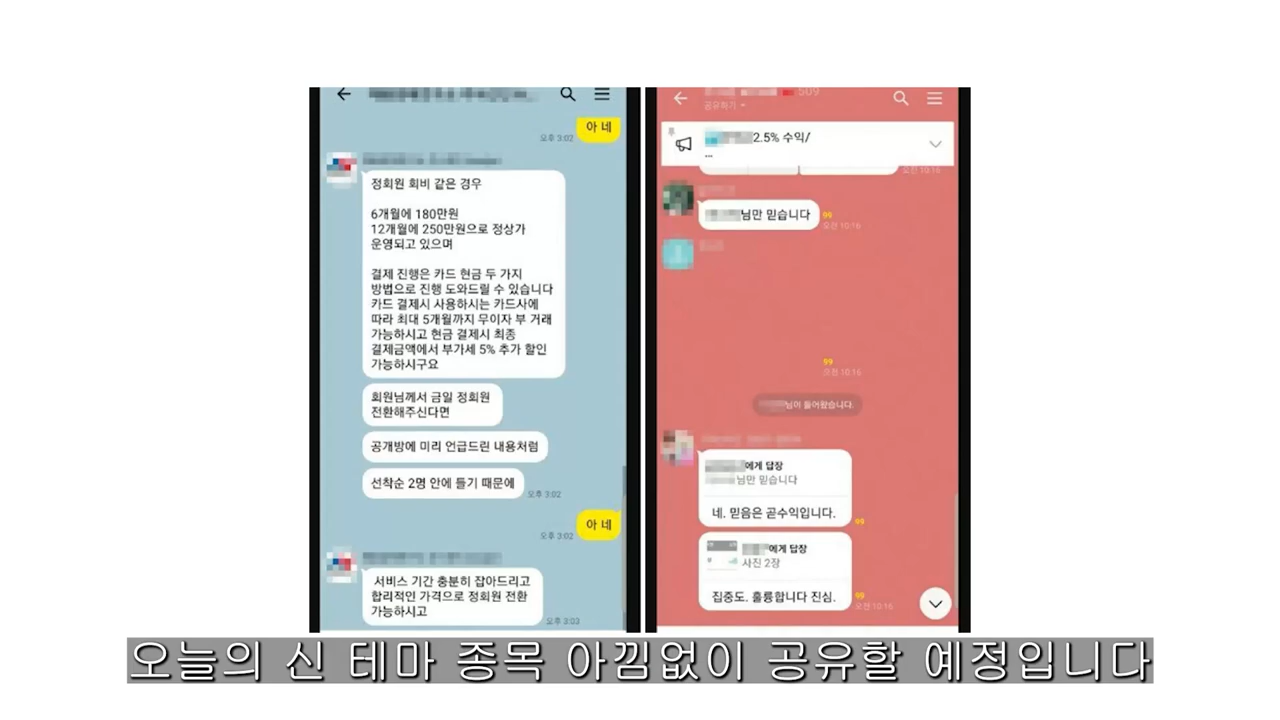 아 네
오후 3:02
정회원 회비 같은 경우
6개월에 180만원
12개월에 250만원으로 정상가
운영되고 있으며
결제 진행은 카드 현금 두 가지
방법으로 진행 도와드릴 수 있습니다
카드 결제시 사용하시는 카드사에
따라 최대 5개월까지 무이자 부 거래
가능하시고 현금 결제시 최종
결제금액에서 부가세 5% 추가 할인
가능하시구요
회원님께서 금일 정회원
전환해주신다면
공개방에 미리 언급드린 내용처럼
선착순 2명 안에 들기 때문에
오후 3:02
아 네
오후 3:02
서비스 기간 충분히 잡아드리고
합리적인 가격으로 정회원 전환
가능하시고
오후 3:03
509
공유하기
2.5% 수익/
...
오전 10:16
님만 믿습니다
99
오전 10:16
99
오전 10:16
님이 들어왔습니다.
에게 답장
님만 믿습니다
네. 믿음은 곧수익입니다.
99
에게 답장
사진 2장
집중도. 훌륭합니다 진심.
99
오전 10:16
오늘의 신 테마 종목 아낌없이 공유할 예정입니다